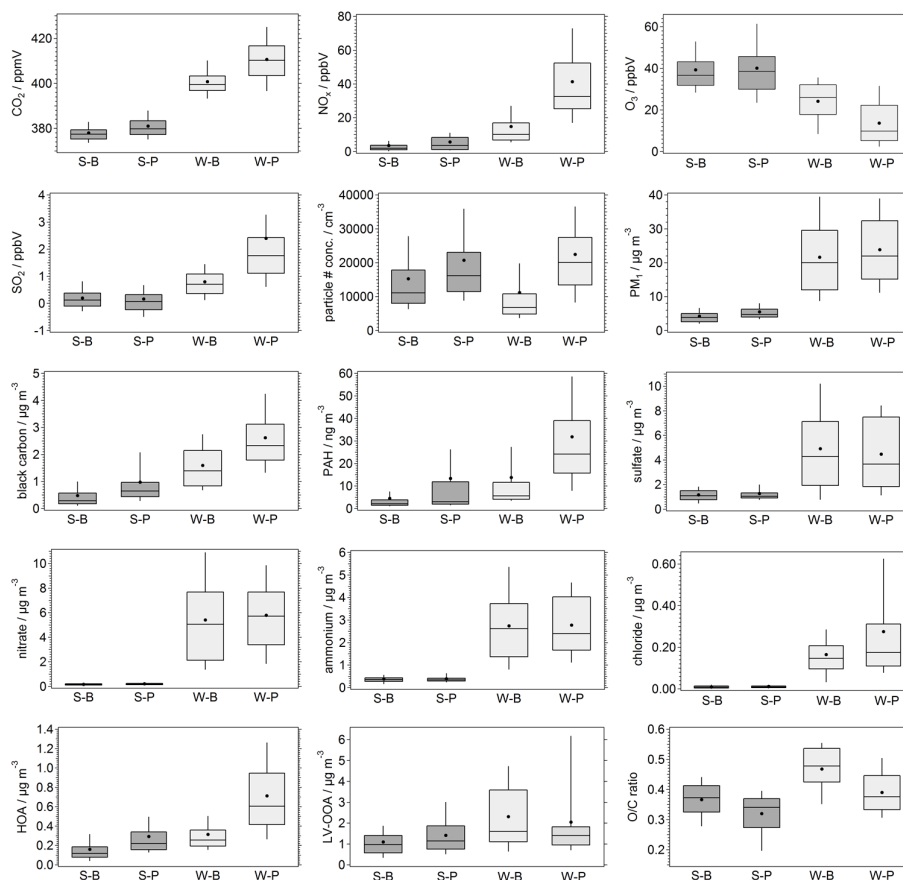 CO2 / ppmV
420
400
380
S-B S-P W-B W-P
NOx / ppbV
80
60
40
20
0
S-B S-P W-B W-P
O3 / ppbV
60
40
20
0
S-B S-P W-B W-P
SO2 / ppbV
4
3
2
1
0
-1
S-B S-P W-B W-P
particle # conc. / cm-3
40000
30000
20000
10000
0
S-B S-P W-B W-P
PM1 / µg m-3
40
30
20
10
0
S-B S-P W-B W-P
black carbon / µg m-3
5
4
3
2
1
0
S-B S-P W-B W-P
PAH / ng m-3
60
50
40
30
20
10
0
S-B S-P W-B W-P
sulfate / µg m-3
10
8
6
4
2
0
S-B S-P W-B W-P
nitrate / µg m-3
10
8
6
4
2
0
S-B S-P W-B W-P
ammonium / µg m-3
6
5
4
3
2
1
0
S-B S-P W-B W-P
chloride / µg m-3
0.60
0.40
0.20
0.00
S-B S-P W-B W-P
HOA / µg m-3
1.4
1.2
1.0
0.8
0.6
0.4
0.2
0.0
S-B S-P W-B W-P
LV-OOA / µg m-3
6
5
4
3
2
1
0
S-B S-P W-B W-P
O/C ratio
0.6
0.5
0.4
0.3
0.2
S-B S-P W-B W-P